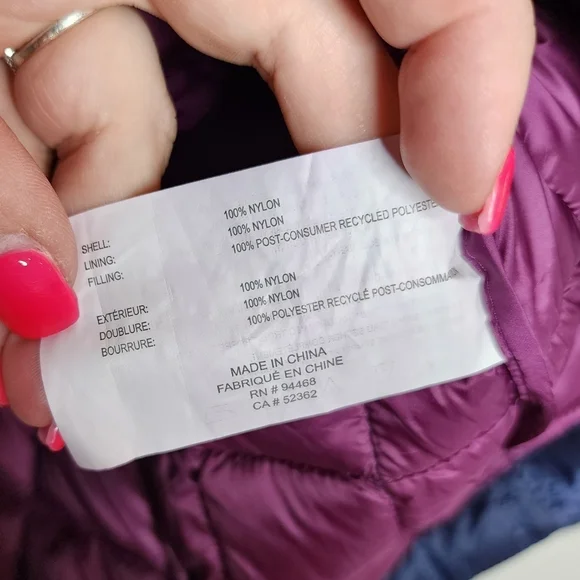 SHELL: 100% NYLON
LINING: 100% NYLON
FILLING: 100% POST-CONSUMER RECYCLED POLYESTE
EXTÉRIEUR: 100% NYLON
DOUBLURE: 100% NYLON
BOURRURE: 100% POLYESTER RECYCLÉ POST-CONSOMMA
MADE IN CHINA
FABRIQUÉ EN CHINE
RN # 94468
CA # 52362